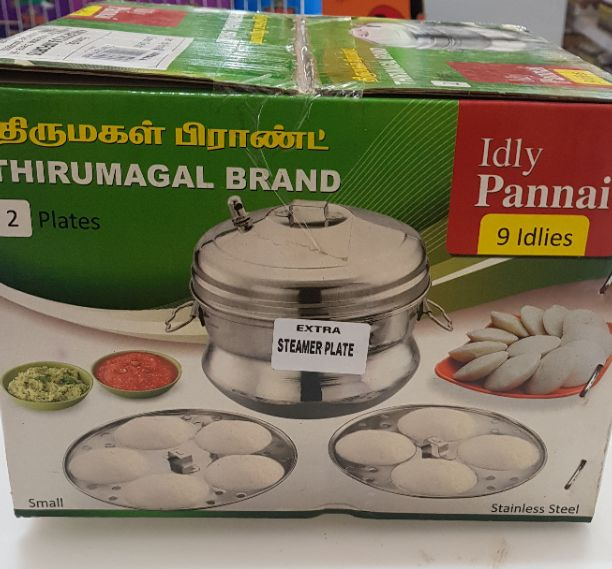 திருமகள் பிராண்ட்
THIRUMAGAL BRAND
2 Plates
Idly
Pannai
9 Idlies
EXTRA
STEAMER PLATE
Small
Stainless Steel